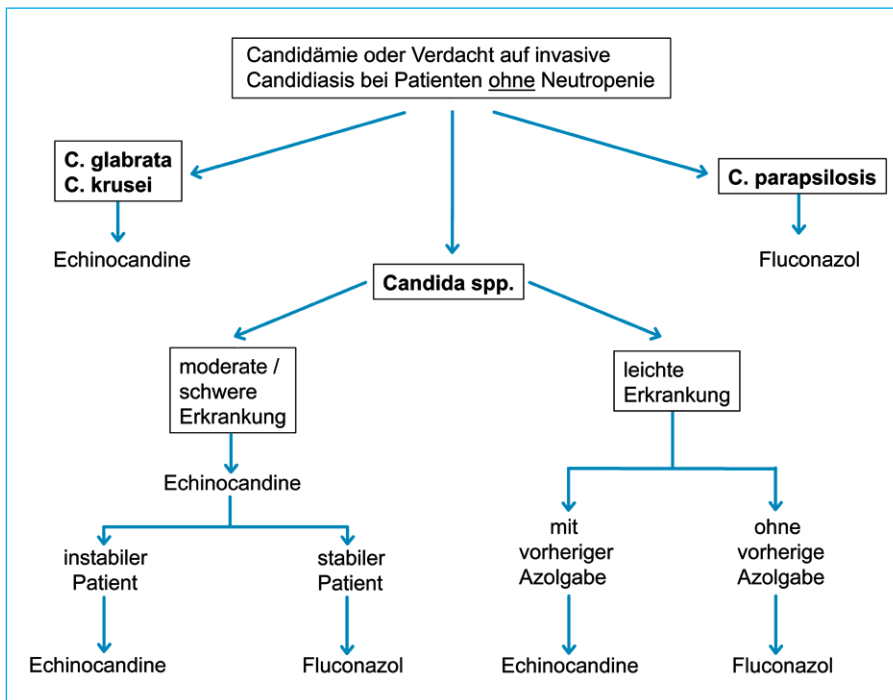 Candidämie oder Verdacht auf invasive
Candidiasis bei Patienten ohne Neutropenie
C. glabrata
C. krusei
Echinocandine
C. parapsilosis
Fluconazol
Candida spp.
moderate /
schwere
Erkrankung
Echinocandine
instabiler
Patient
Echinocandine
stabiler
Patient
Fluconazol
leichte
Erkrankung
mit
vorheriger
Azolgabe
Echinocandine
ohne
vorherige
Azolgabe
Fluconazol